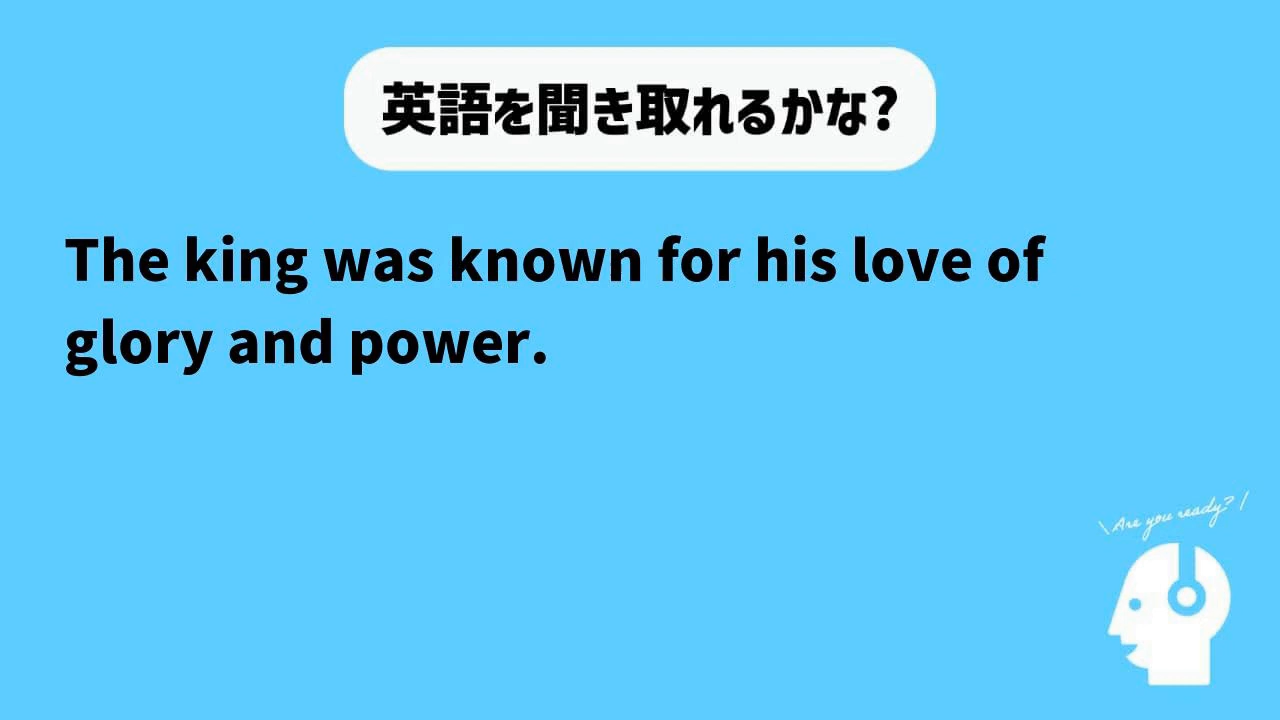 英語を聞き取れるかな?
The king was known for his love of
glory and power.
\ Are you ready? /